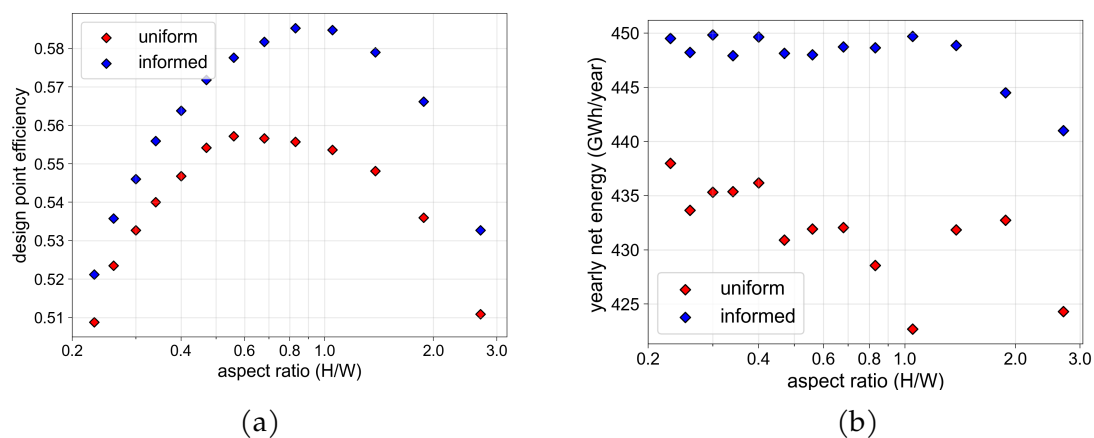 uniform
informed
design point efficiency
0.58
0.57
0.56
0.55
0.54
0.53
0.52
0.51
0.2
0.4
0.6
0.8
1.0
2.0
3.0
aspect ratio (H/W)
(a)
yearly net energy (GWh/year)
450
445
440
435
430
425
uniform
informed
0.2
0.4
0.6
0.8
1.0
2.0
3.0
aspect ratio (H/W)
(b)